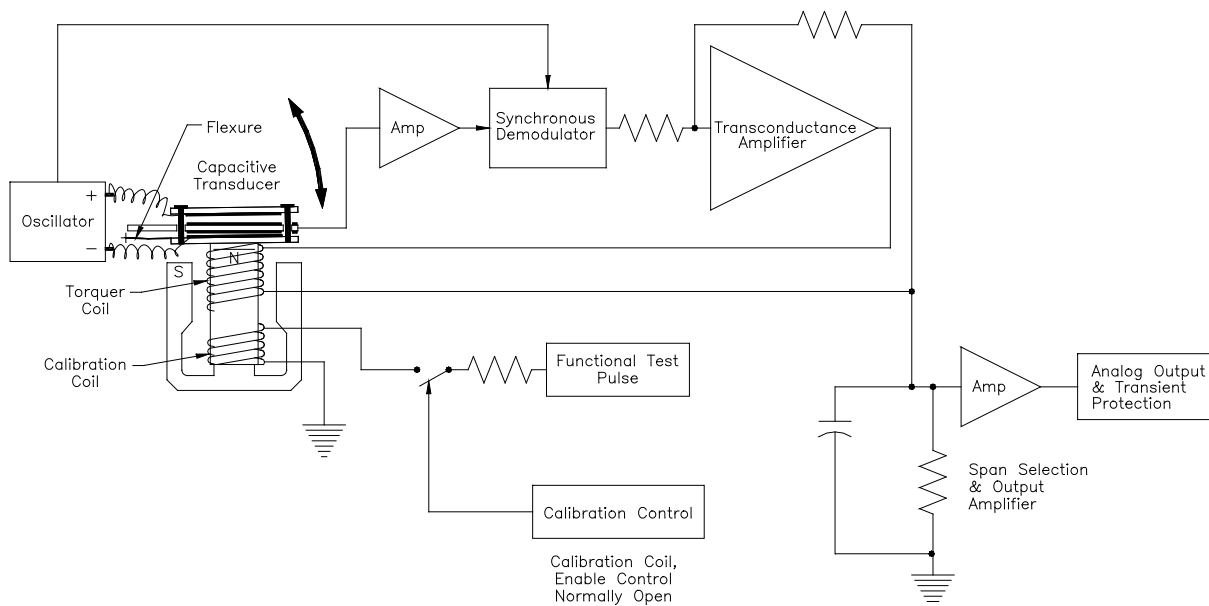 Flexure
Capacitive
Transducer
Oscillator
+
−
Amp
Synchronous
Demodulator
Transconductance
Amplifier
S
N
Torquer
Coil
Calibration
Coil
Functional Test
Pulse
Amp
Analog Output
& Transient
Protection
Span Selection
& Output
Amplifier
Calibration Control
Calibration Coil,
Enable Control
Normally Open